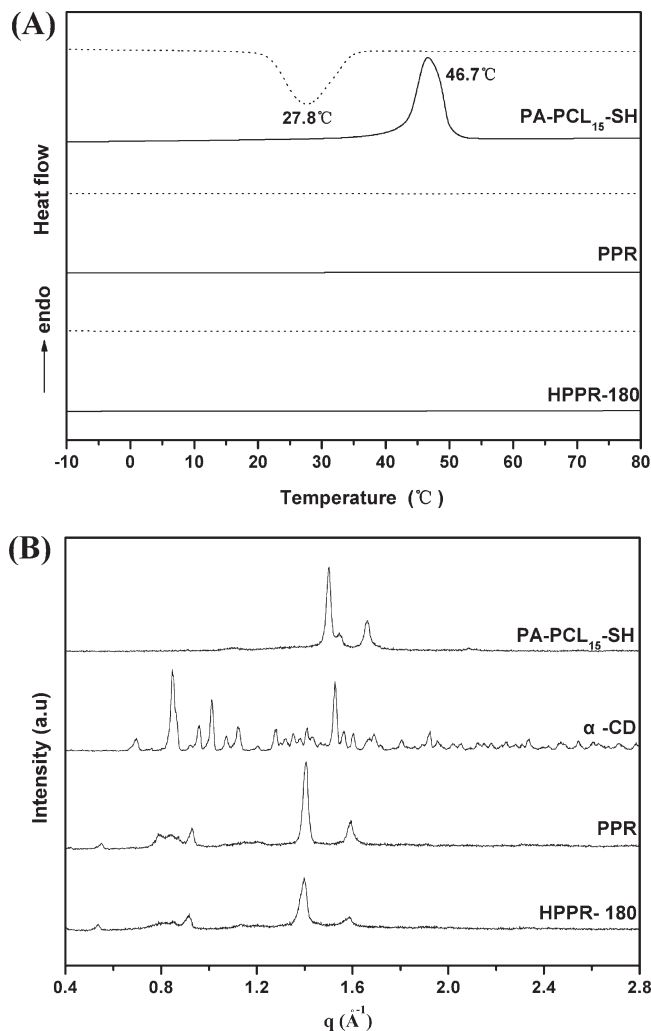 (A)
27.8℃
46.7℃
PA-PCL15-SH
PPR
HPPR-180
Heat flow
endo
-10 0 10 20 30 40 50 60 70 80
Temperature (℃)
(B)
PA-PCL15-SH
α-CD
PPR
HPPR-180
Intensity (a.u)
0.4 0.8 1.2 1.6 2.0 2.4 2.8
q (Å-1)